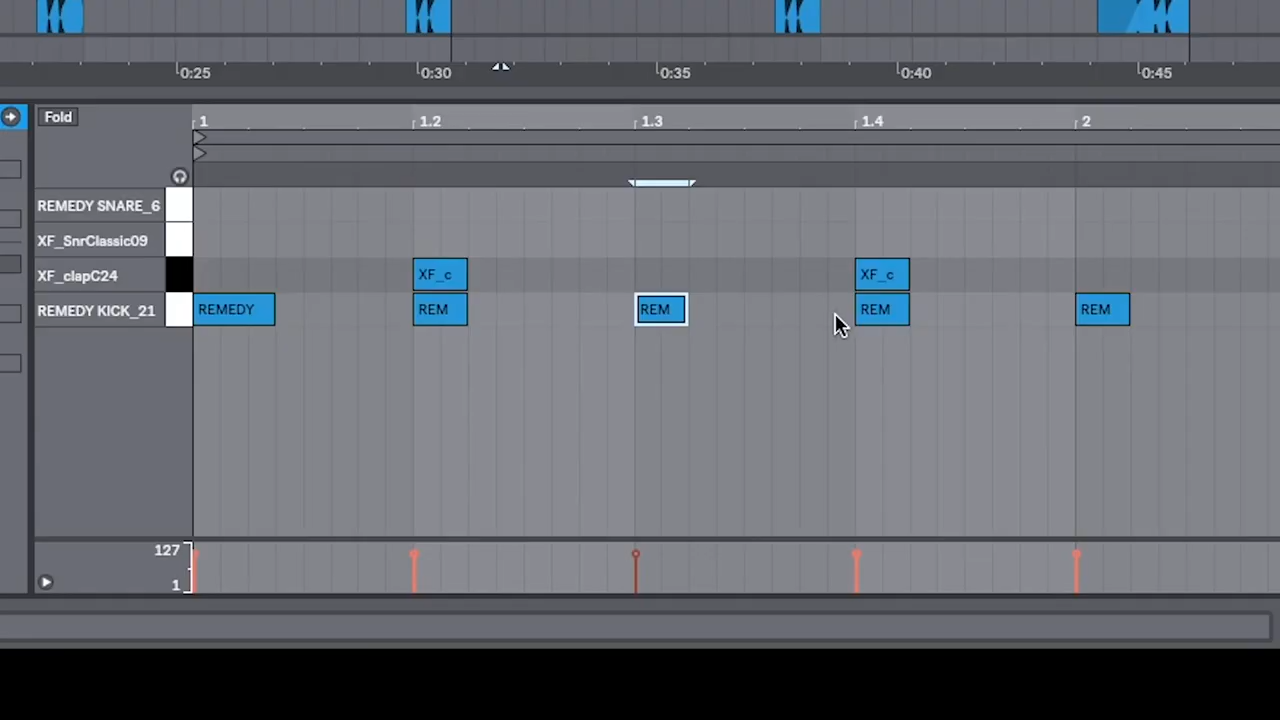 0:25 0:30 0:35 0:40 0:45
Fold 1 1.2 1.3 1.4 2
REMEDY SNARE_6
XF_SnrClassic09
XF_clapC24 XF_c XF_c
REMEDY KICK_21 REMEDY REM REM REM REM
127
1